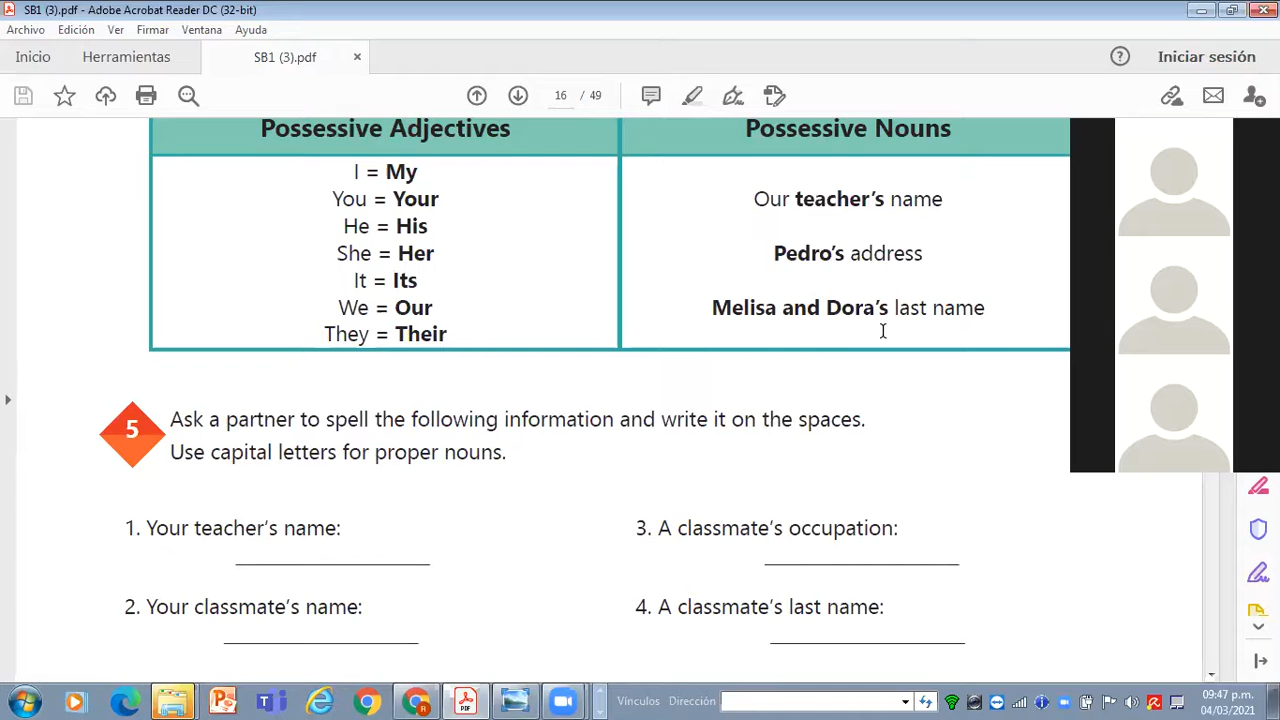 SB1 (3).pdf - Adobe Acrobat Reader DC (32-bit)
Archivo Edición Ver Firmar Ventana Ayuda
Inicio Herramientas SB1 (3).pdf × Iniciar sesión
16 / 49
Possessive Adjectives Possessive Nouns
I = My
You = Your
He = His
She = Her
It = Its
We = Our
They = Their
Our teacher's name
Pedro's address
Melisa and Dora's last name
5
Ask a partner to spell the following information and write it on the spaces.
Use capital letters for proper nouns.
1. Your teacher's name:
2. Your classmate's name:
3. A classmate's occupation:
4. A classmate's last name:
Vínculos Dirección
09:47 p.m.
04/03/2021